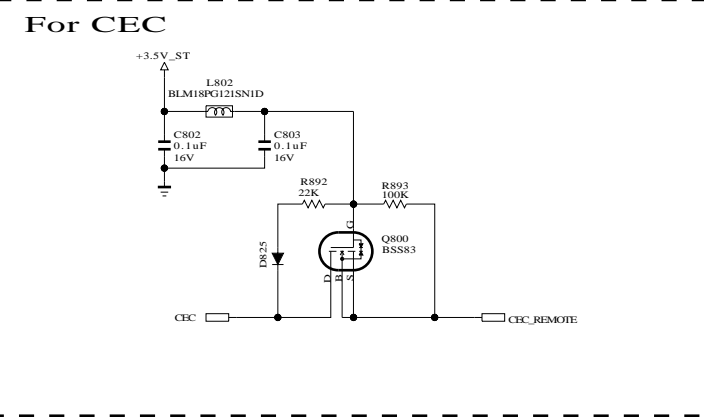 For CEC
+3.5V_ST
L802
BLM18PG121SN1D
C802
0.1uF
16V
C803
0.1uF
16V
R892
22K
R893
100K
G
Q800
BSS83
D825
D
B
S
CEC
CEC_REMOTE